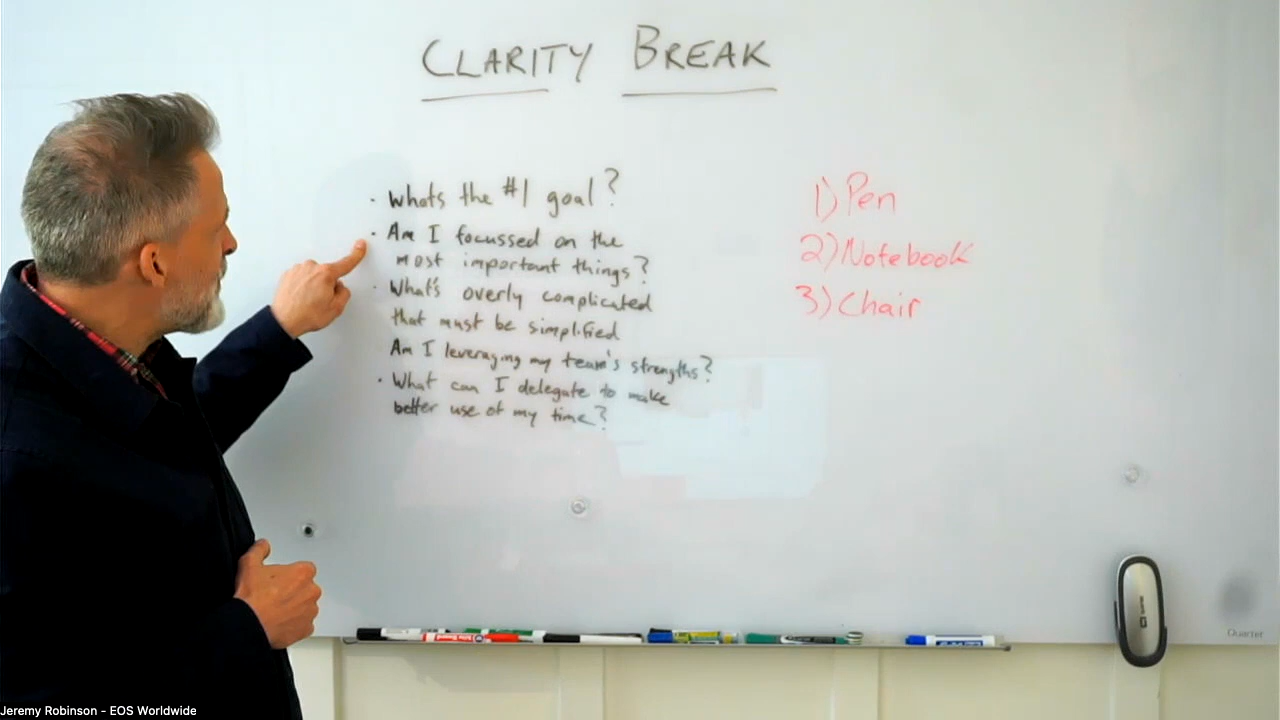 CLARITY BREAK
· Whats the #1 goal?
· Am I focussed on the
most important things?
· What's overly complicated
that must be simplified
Am I leveraging my team's strengths?
· What can I delegate to make
better use of my time?
1) Pen
2) Notebook
3) Chair
Quartet
Jeremy Robinson - EOS Worldwide